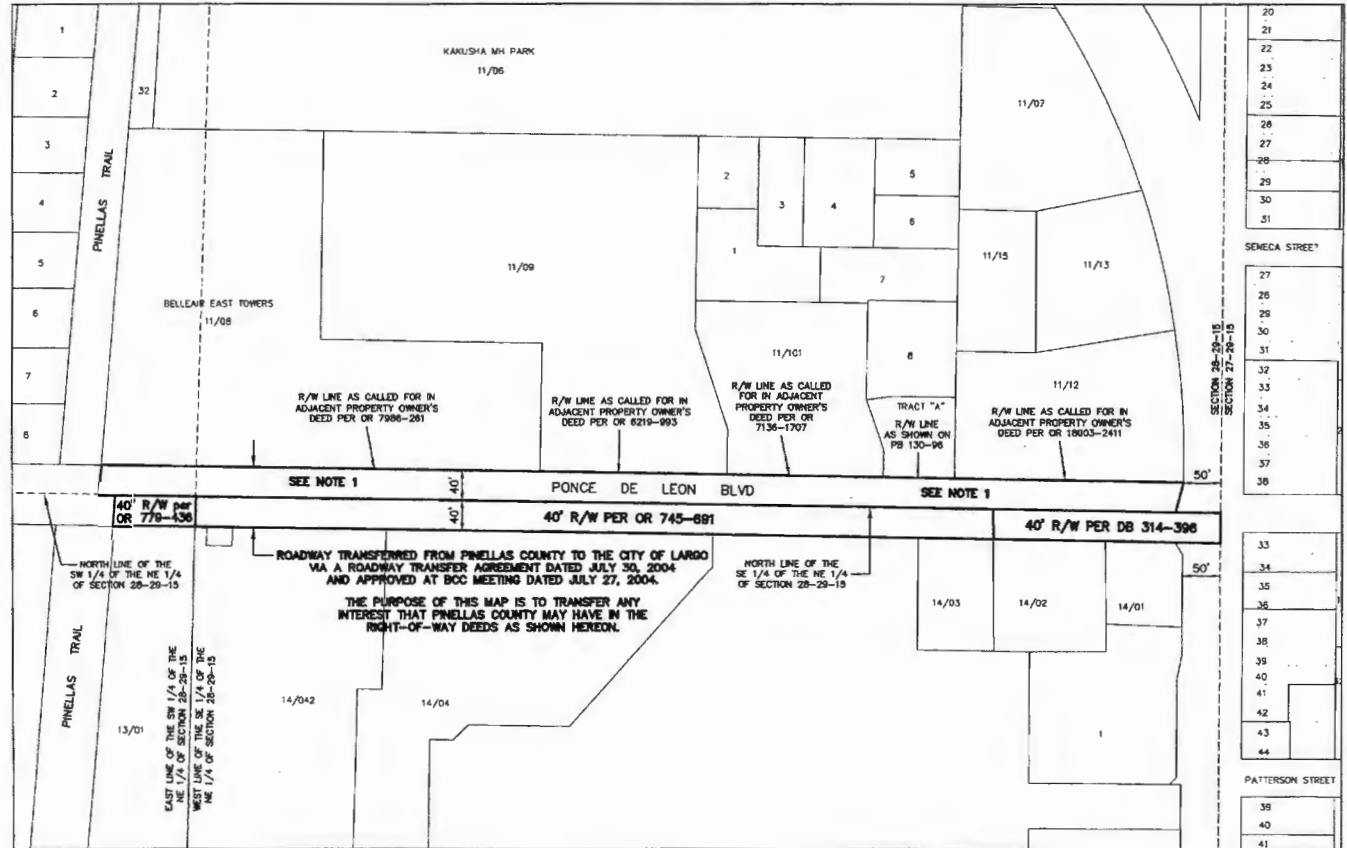 1
2
3
4
5
6
7
8
PINELLAS TRAIL
32
KAKUSHA MH PARK
11/06
BELLEAIR EAST TOWERS
11/08
11/09
2
3
4
5
6
1
7
11/101
8
TRACT "A"
R/W LINE
AS SHOWN ON
PB 130-96
11/07
11/15
11/13
11/12
R/W LINE AS CALLED FOR IN
ADJACENT PROPERTY OWNER'S
DEED PER OR 7986-261
R/W LINE AS CALLED FOR IN
ADJACENT PROPERTY OWNER'S
DEED PER OR 6219-993
R/W LINE AS CALLED
FOR IN ADJACENT
PROPERTY OWNER'S
DEED PER OR
7136-1707
R/W LINE AS CALLED FOR IN
ADJACENT PROPERTY OWNER'S
DEED PER OR 18003-2411
SECTION 28-29-15
SECTION 27-29-15
20
21
22
23
24
25
26
27
28
29
30
31
SENECA STREET
27
28
29
30
31
32
33
34
35
36
37
38
SEE NOTE 1
40'
PONCE DE LEON BLVD
SEE NOTE 1
50'
40' R/W per
OR 779-436
40'
40' R/W PER OR 745-691
40' R/W PER DB 314-396
50'
NORTH LINE OF THE
SW 1/4 OF THE NE 1/4
OF SECTION 28-29-15
ROADWAY TRANSFERRED FROM PINELLAS COUNTY TO THE CITY OF LARGO
VIA A ROADWAY TRANSFER AGREEMENT DATED JULY 30, 2004
AND APPROVED AT BCC MEETING DATED JULY 27, 2004.
THE PURPOSE OF THIS MAP IS TO TRANSFER ANY
INTEREST THAT PINELLAS COUNTY MAY HAVE IN THE
RIGHT-OF-WAY DEEDS AS SHOWN HEREON.
NORTH LINE OF THE
SE 1/4 OF THE NE 1/4
OF SECTION 28-29-15
PINELLAS TRAIL
13/01
EAST LINE OF THE SW 1/4 OF THE
NE 1/4 OF SECTION 28-29-15
WEST LINE OF THE SE 1/4 OF THE
NE 1/4 OF SECTION 28-29-15
14/042
14/04
14/03
14/02
14/01
1
33
34
35
36
37
38
39
40
41
42
43
44
PATTERSON STREET
39
40
41